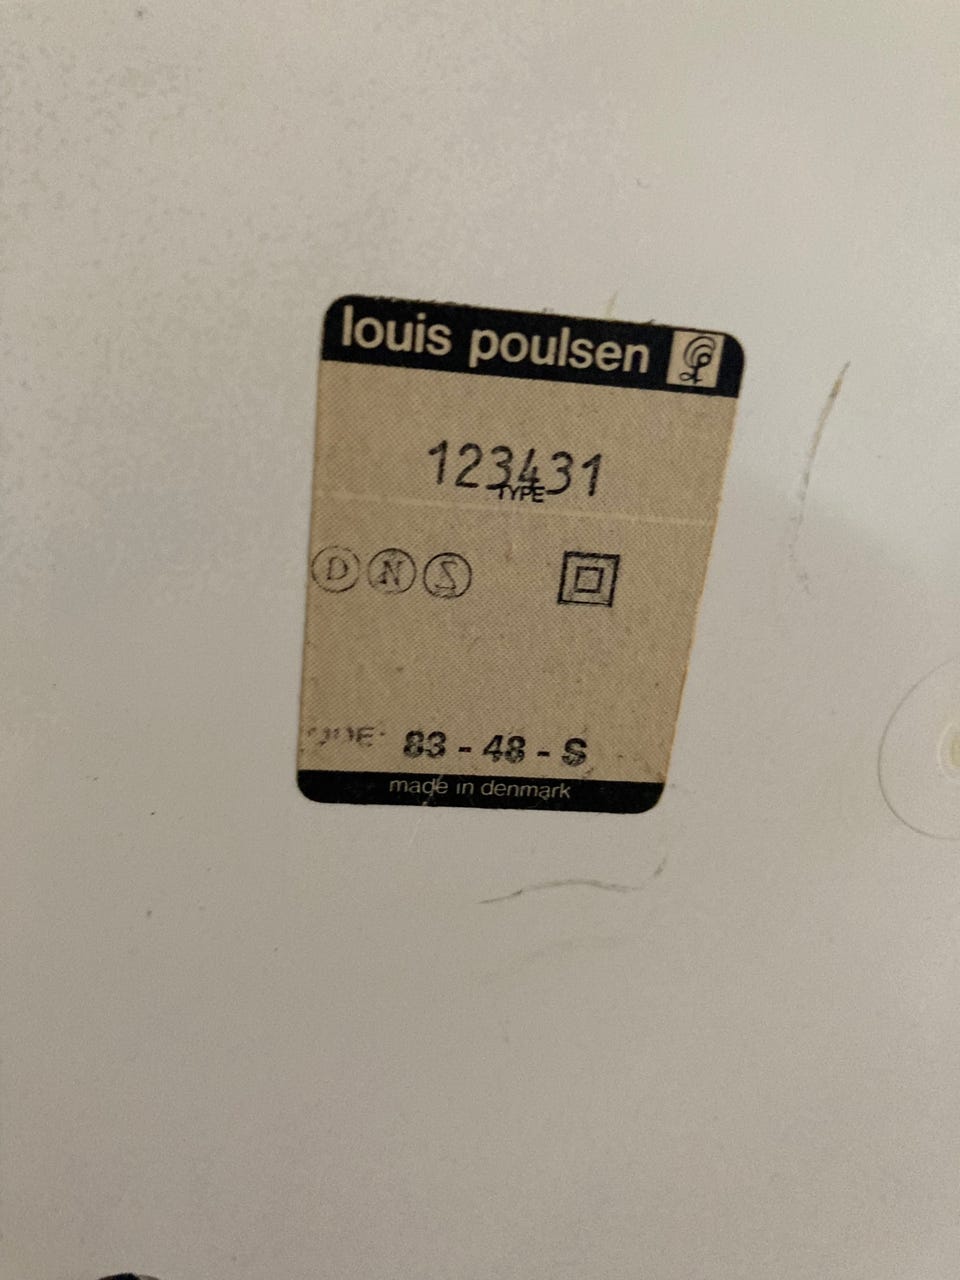 louis poulsen
123431
TYPE
D N S
83 - 48 - S
made in denmark